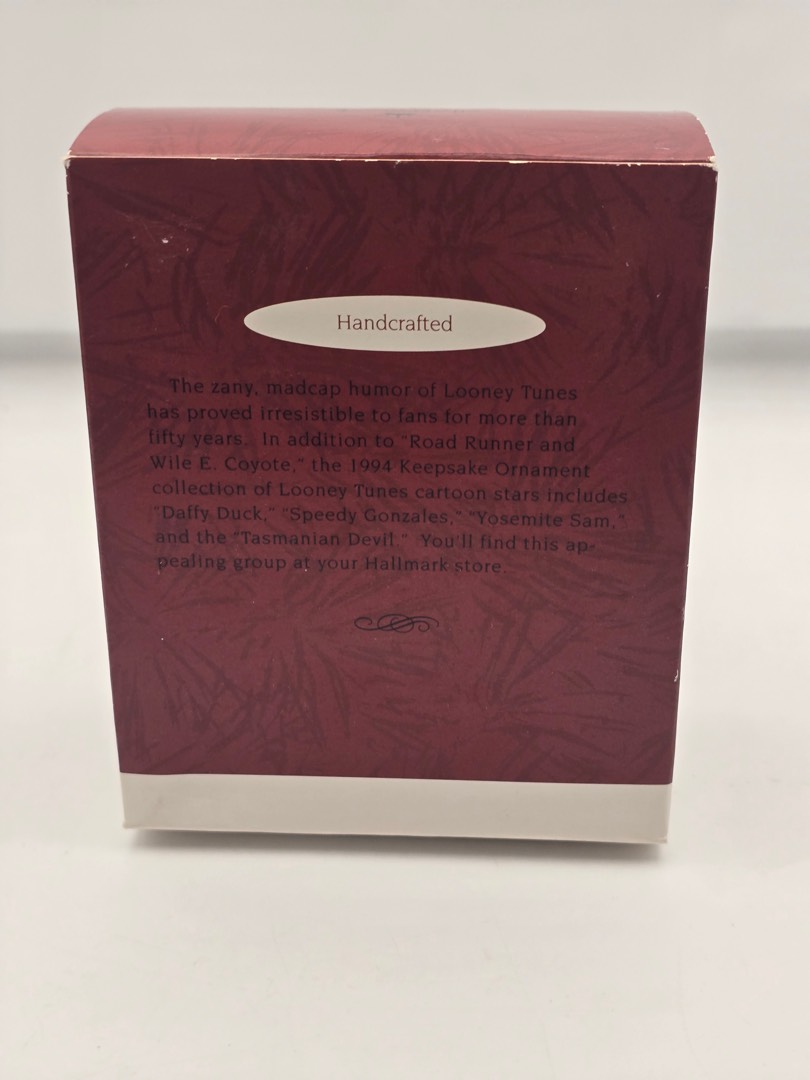 Handcrafted
The zany, madcap humor of Looney Tunes
has proved irresistible to fans for more than
fifty years. In addition to "Road Runner and
Wile E. Coyote," the 1994 Keepsake Ornament
collection of Looney Tunes cartoon stars includes
"Daffy Duck," "Speedy Gonzales," "Yosemite Sam,"
and the "Tasmanian Devil." You'll find this ap-
pealing group at your Hallmark store.